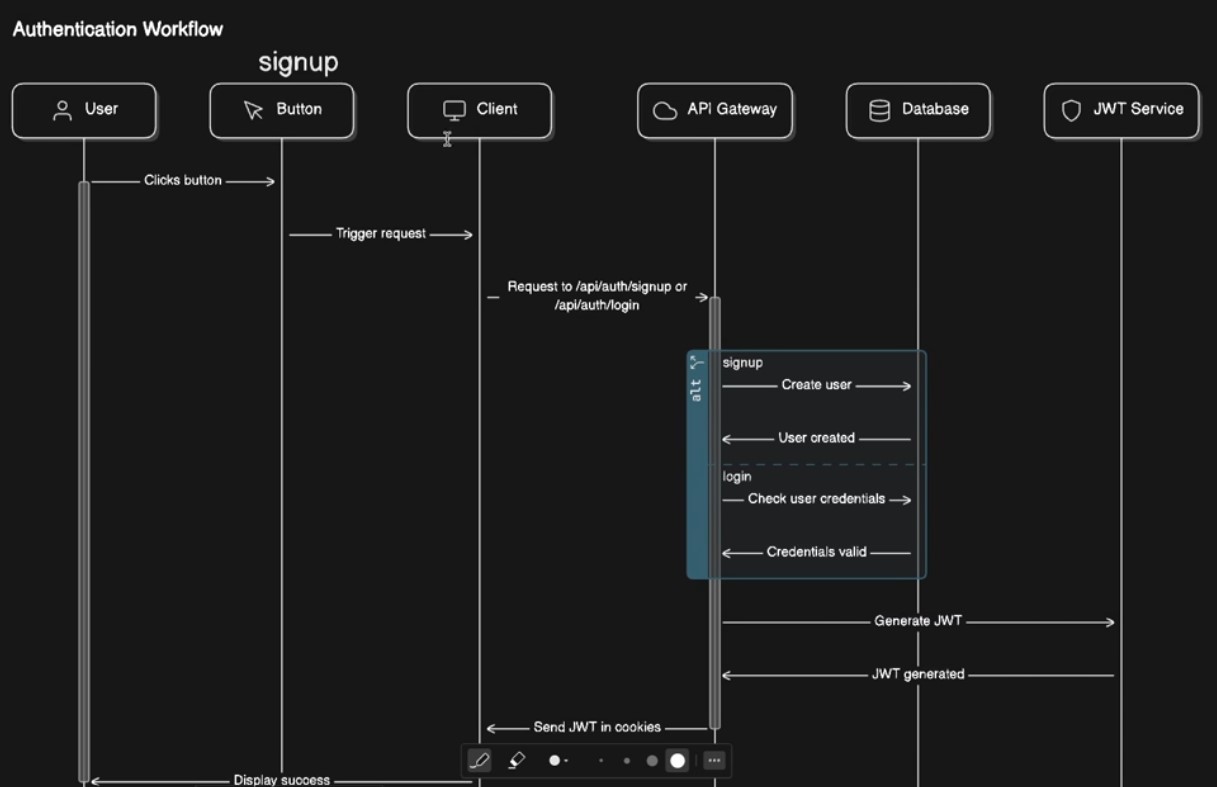 Authentication Workflow
signup
User
Button
Client
API Gateway
Database
JWT Service
Clicks button
Trigger request
Request to /api/auth/signup or
/api/auth/login
alt
signup
Create user
User created
login
Check user credentials
Credentials valid
Generate JWT
JWT generated
Send JWT in cookies
Display success